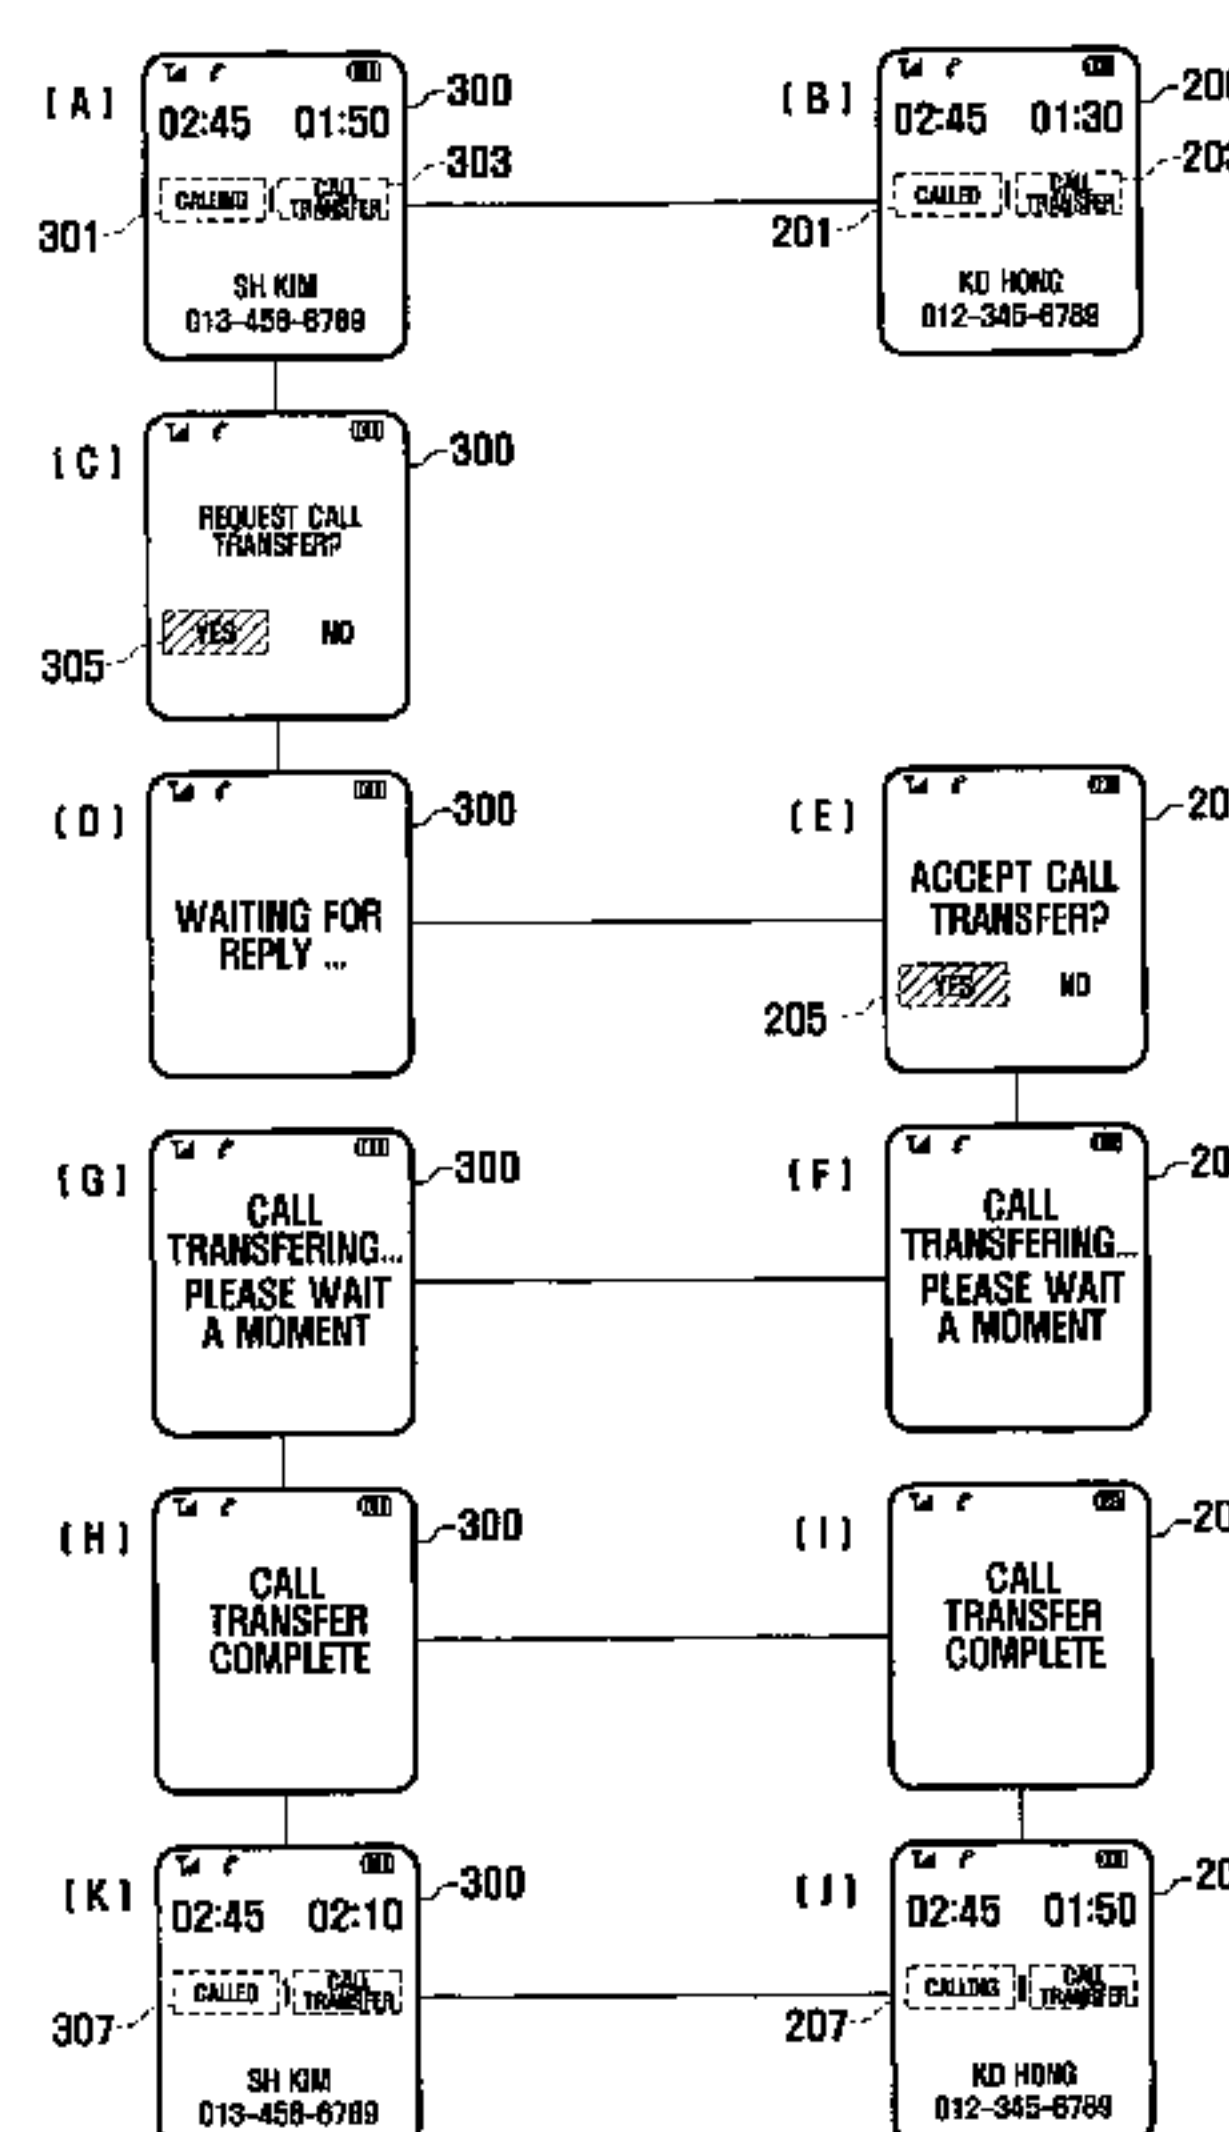 [A]
300
02:45 01:50
303
CALLING
CALL
TRANSFER
301
SH KIM
013-456-6789
[B]
02:45 01:30
CALLED
CALL
TRANSFER
201
KD HONG
012-345-6789
[C]
300
REQUEST CALL
TRANSFER?
YES NO
305
[D]
300
WAITING FOR
REPLY ...
[E]
ACCEPT CALL
TRANSFER?
YES NO
205
[G]
300
CALL
TRANSFERING...
PLEASE WAIT
A MOMENT
[F]
CALL
TRANSFERING...
PLEASE WAIT
A MOMENT
[H]
300
CALL
TRANSFER
COMPLETE
[I]
CALL
TRANSFER
COMPLETE
[K]
300
02:45 02:10
CALLED
CALL
TRANSFER
307
SH KIM
013-456-6789
[J]
02:45 01:50
CALLING
CALL
TRANSFER
207
KD HONG
012-345-6789